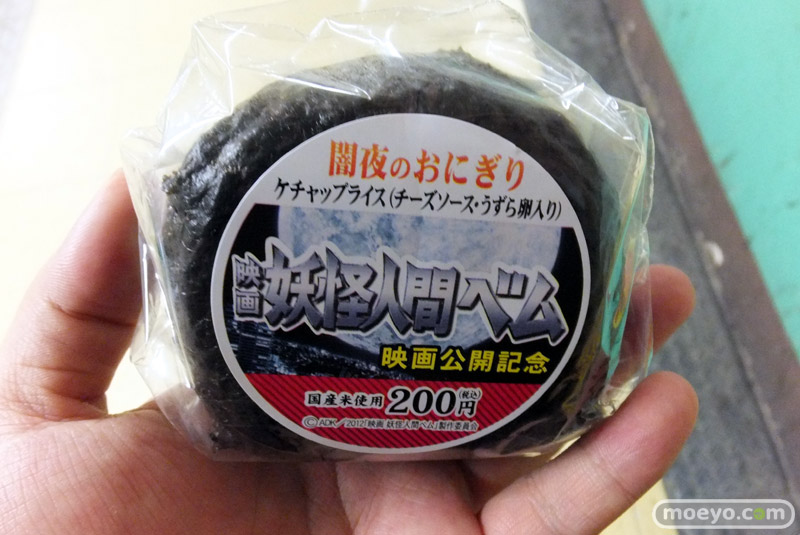 闇夜のおにぎり
ケチャップライス(チーズソース・うずら卵入り)
映画 妖怪人間ベム
映画公開記念
国産米使用 200円(税込)
Ⓒ ADK/2012「映画 妖怪人間ベム」製作委員会
moeyo.com